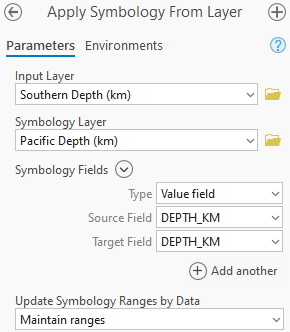 Apply Symbology From Layer
Parameters Environments
?
Input Layer
Southern Depth (km)
Symbology Layer
Pacific Depth (km)
Symbology Fields
Type Value field
Source Field DEPTH_KM
Target Field DEPTH_KM
Add another
Update Symbology Ranges by Data
Maintain ranges